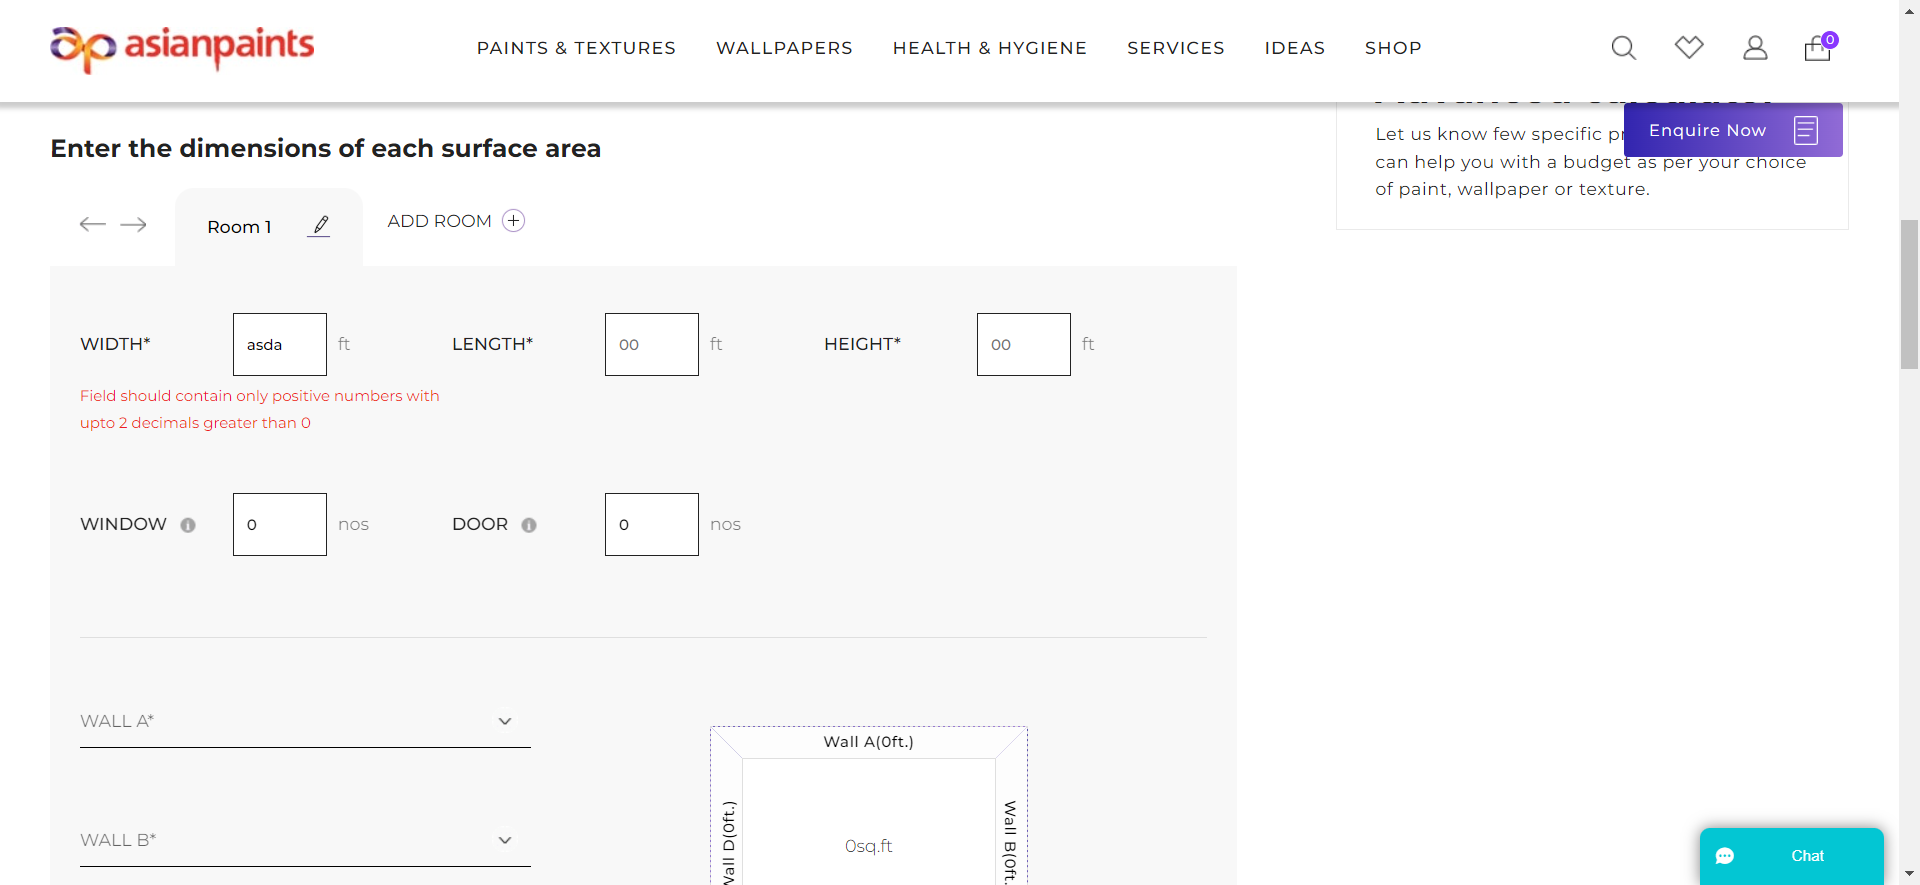 asianpaints
PAINTS & TEXTURES
WALLPAPERS
HEALTH & HYGIENE
SERVICES
IDEAS
SHOP
0
Let us know few specific
can help you with a budget as per your choice
of paint, wallpaper or texture.
Enquire Now
Enter the dimensions of each surface area
Room 1
ADD ROOM
WIDTH*
asda
ft
LENGTH*
00
ft
HEIGHT*
00
ft
Field should contain only positive numbers with
upto 2 decimals greater than 0
WINDOW
0
nos
DOOR
0
nos
WALL A*
WALL B*
Wall A(0ft.)
Wall D(0ft.)
0sq.ft
Wall B(0ft.
Chat